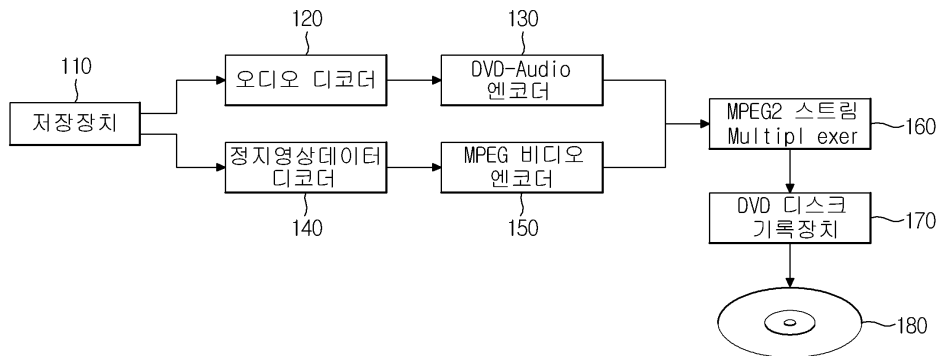 110
저장장치
120
오디오 디코더
130
DVD-Audio
엔코더
정지영상데이터
디코더
140
MPEG 비디오
엔코더
150
MPEG2 스트림
Multipl exer
160
DVD 디스크
기록장치
170
180